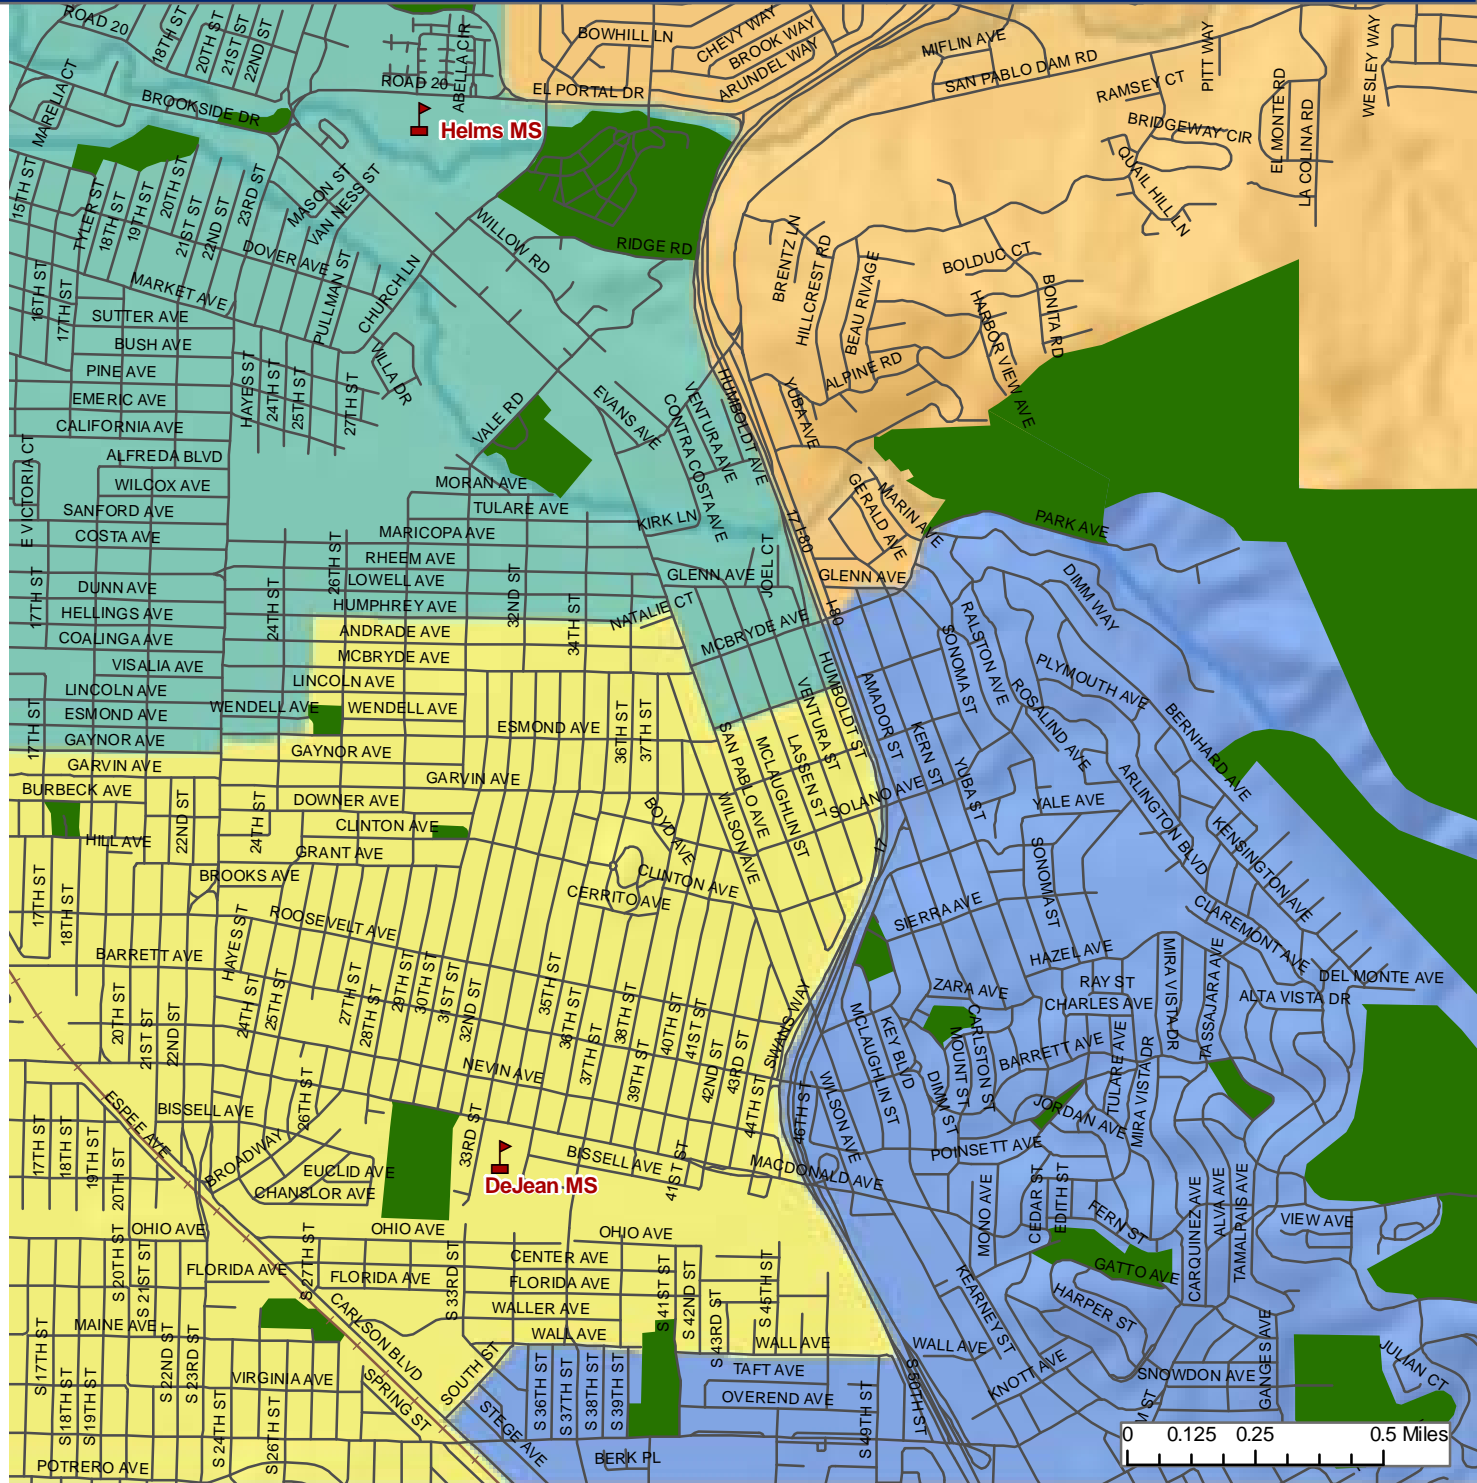 ROAD 20
18TH ST
20TH ST
21ST ST
22ND ST
ABELLA CIR
BOWHILL LN
CHEVY WAY
BROOK WAY
ARUNDEL WAY
MIFLIN AVE
SAN PABLO DAM RD
PITT WAY
WESLEY WAY
MARELIA CT
BROOKSIDE DR
ROAD 20
EL PORTAL DR
RAMSEY CT
BRIDGEWAY CIR
EL MONTE RD
LA COLINA RD
Helms MS
QUAIL HILL LN
15TH ST
TYLER ST
18TH ST
19TH ST
20TH ST
21ST ST
22ND ST
23RD ST
MASON ST
VAN NESS ST
DOVER AVE
WILLOW RD
RIDGE RD
BRENTZ LN
HILLCREST RD
BEAU RIVAGE
BOLDUC CT
BONITA RD
HARBOR VIEW AVE
16TH ST
17TH ST
MARKET AVE
PULLMAN ST
CHURCH LN
SUTTER AVE
BUSH AVE
PINE AVE
EMERIC AVE
CALIFORNIA AVE
HAYES ST
24TH ST
25TH ST
27TH ST
VILLA DR
VALE RD
EVANS AVE
VENTURA AVE
CONTRA COSTA AVE
HUMBOLDT AVE
YUBA AVE
ALPINE RD
E VICTORIA CT
ALFREDA BLVD
WILCOX AVE
SANFORD AVE
COSTA AVE
MORAN AVE
TULARE AVE
MARICOPA AVE
RHEEM AVE
LOWELL AVE
HUMPHREY AVE
KIRK LN
GLENN AVE
JOEL CT
17 I-80
GERALD AVE
MARIN AVE
GLENN AVE
PARK AVE
DIMM WAY
17TH ST
DUNN AVE
HELLINGS AVE
COALINGA AVE
VISALIA AVE
LINCOLN AVE
ESMOND AVE
GAYNOR AVE
GARVIN AVE
17TH ST
24TH ST
26TH ST
32ND ST
34TH ST
NATALIE CT
MCBRYDE AVE
I-80
ANDRADE AVE
MCBRYDE AVE
LINCOLN AVE
WENDELL AVE
WENDELL AVE
GAYNOR AVE
GARVIN AVE
ESMOND AVE
36TH ST
37TH ST
SAN PABLO AVE
MCLAUGHLIN ST
LASSEN ST
VENTURA ST
HUMBOLDT ST
AMADOR ST
KERN ST
YUBA ST
SONOMA ST
RALSTON AVE
PLYMOUTH AVE
ROSALIND AVE
BERNHARD AVE
ARLINGTON BLVD
KENSINGTON AVE
YALE AVE
SOLANO AVE
WILSON AVE
BOYD AVE
BURBECK AVE
HILL AVE
22ND ST
24TH ST
DOWNER AVE
CLINTON AVE
GRANT AVE
BROOKS AVE
CLINTON AVE
CERRITO AVE
17
SIERRA AVE
SONOMA ST
HAZEL AVE
CLAREMONT AVE
DEL MONTE AVE
ALTA VISTA DR
17TH ST
18TH ST
BARRETT AVE
HAYES ST
ROOSEVELT AVE
20TH ST
21ST ST
22ND ST
24TH ST
25TH ST
27TH ST
28TH ST
29TH ST
30TH ST
31ST ST
32ND ST
35TH ST
36TH ST
37TH ST
38TH ST
39TH ST
40TH ST
41ST ST
42ND ST
43RD ST
44TH ST
SWANS WAY
46TH ST
NEVIN AVE
ZARA AVE
RAY ST
CHARLES AVE
MIRA VISTA DR
TASSAJARA AVE
MCLAUGHLIN ST
KEY BLVD
WILSON AVE
DIMM ST
MOUNT ST
CARLSTON ST
BARRETT AVE
TULARE AVE
MIRA VISTA DR
JORDAN AVE
POINSETT AVE
ESPEE AVE
BISSELL AVE
26TH ST
BROADWAY
EUCLID AVE
CHANSLOR AVE
33RD ST
DeJean MS
BISSELL AVE
41ST ST
MACDONALD AVE
17TH ST
18TH ST
19TH ST
20TH ST
OHIO AVE
OHIO AVE
OHIO AVE
MONO AVE
CEDAR ST
EDITH ST
FERN ST
GATTO AVE
CARQUINEZ AVE
ALVA AVE
TAMALPAIS AVE
VIEW AVE
S 20TH ST
S 21ST ST
FLORIDA AVE
S 27TH ST
FLORIDA AVE
S 33RD ST
CENTER AVE
FLORIDA AVE
WALLER AVE
WALL AVE
S 41ST ST
S 42ND ST
S 43RD ST
S 45TH ST
WALL AVE
WALL AVE
KEARNEY ST
KNOTT AVE
HARPER ST
SNOWDON AVE
GANGES AVE
JULIAN CT
S 17TH ST
MAINE AVE
S 18TH ST
S 19TH ST
S 22ND ST
S 23RD ST
S 24TH ST
S 26TH ST
VIRGINIA AVE
CARLSON BLVD
SPRING ST
SOUTH ST
STEGE AVE
S 36TH ST
S 37TH ST
S 38TH ST
S 39TH ST
TAFT AVE
OVEREND AVE
S 49TH ST
S 50TH ST
BERK PL
POTRERO AVE
M ST
0 0.125 0.25 0.5 Miles